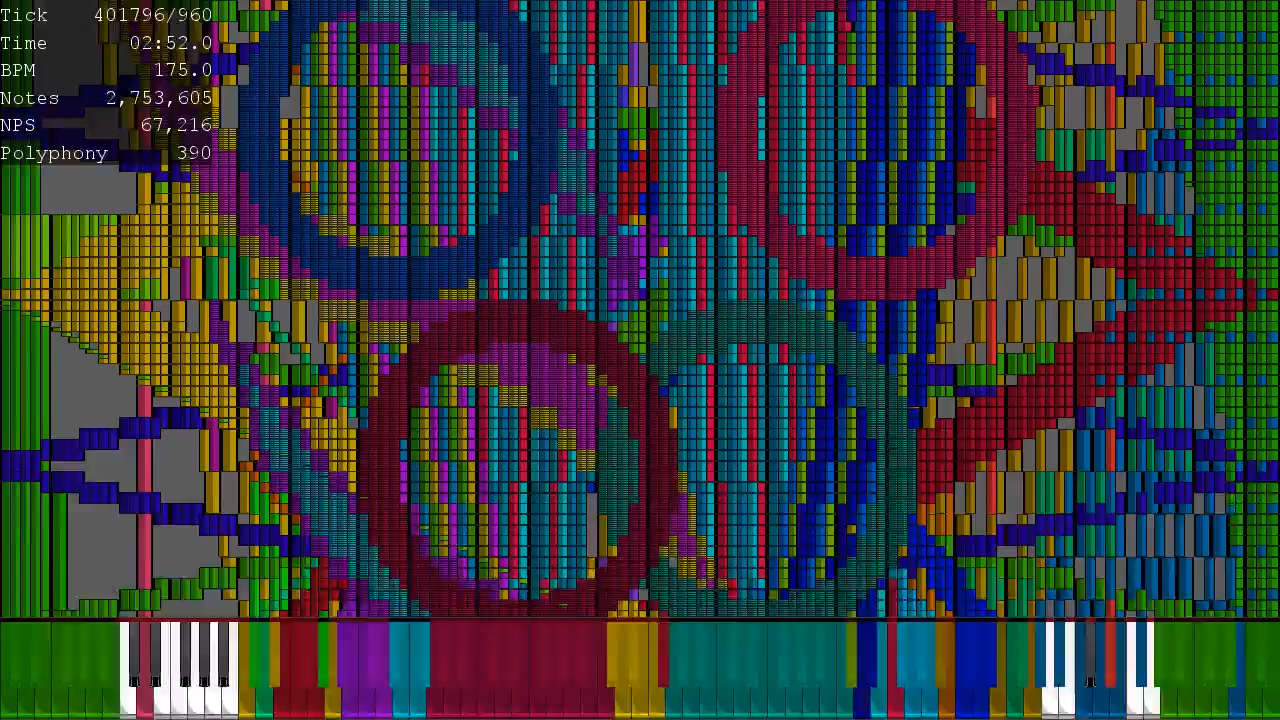 Tick 401796/960
Time 02:52.0
BPM 175.0
Notes 2,753,605
NPS 67,216
Polyphony 390